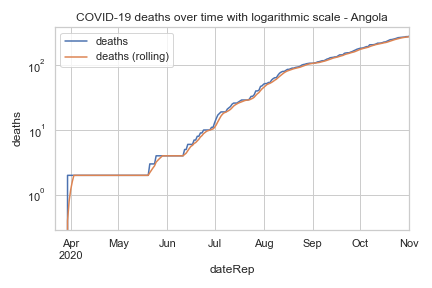 COVID-19 deaths over time with logarithmic scale - Angola
deaths
deaths (rolling)
10²
10¹
10⁰
deaths
Apr May Jun Jul Aug Sep Oct Nov
2020
dateRep